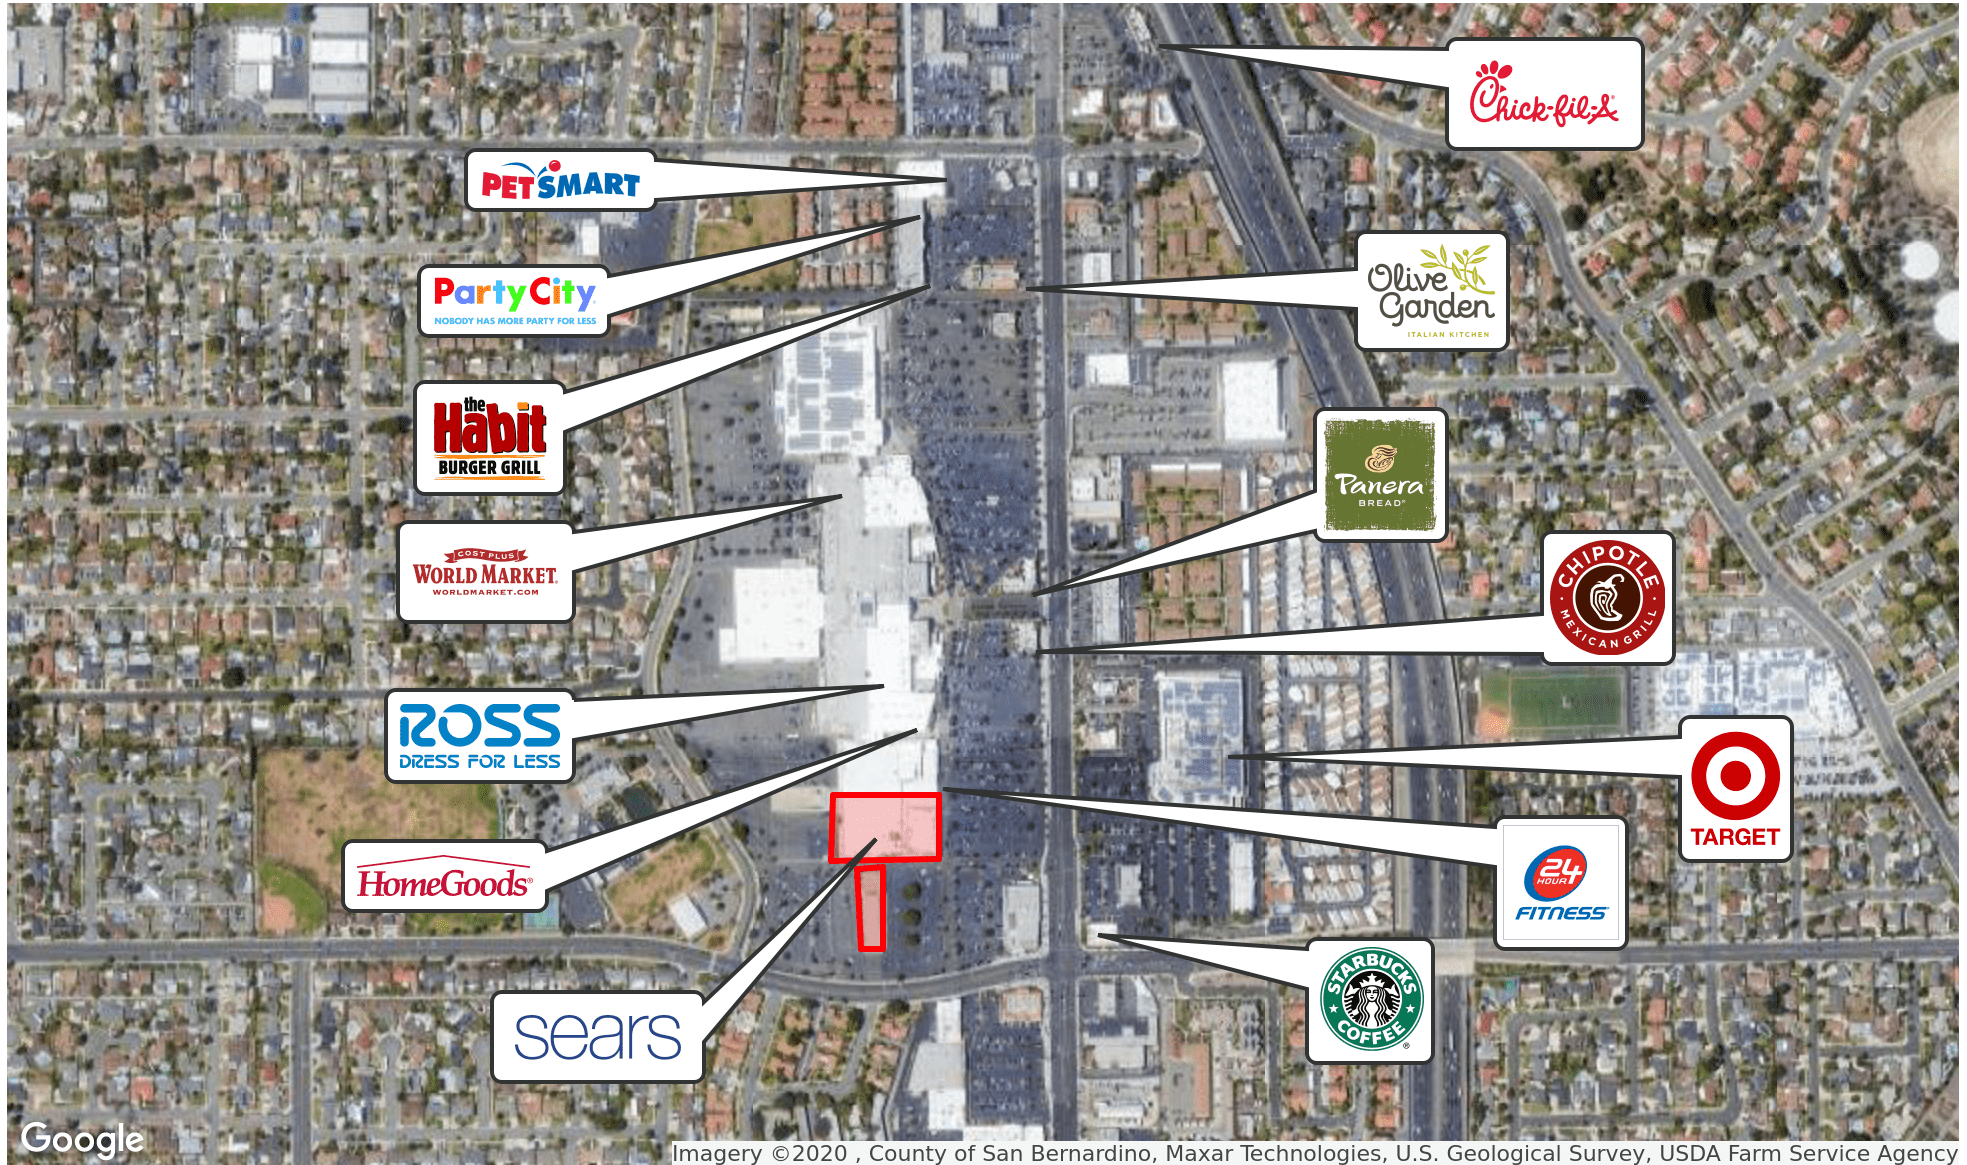 Chick-fil-A
PETSMART
Party City
NOBODY HAS MORE PARTY FOR LESS
Olive
Garden
ITALIAN KITCHEN
the
Habit
BURGER GRILL
Panera
BREAD®
COST PLUS
WORLD MARKET.
WORLDMARKET.COM
CHIPOTLE
MEXICAN GRILL
ROSS
DRESS FOR LESS
TARGET
HomeGoods®
24
HOUR
FITNESS
STARBUCKS
COFFEE
®
sears
Google
Imagery ©2020 , County of San Bernardino, Maxar Technologies, U.S. Geological Survey, USDA Farm Service Agency